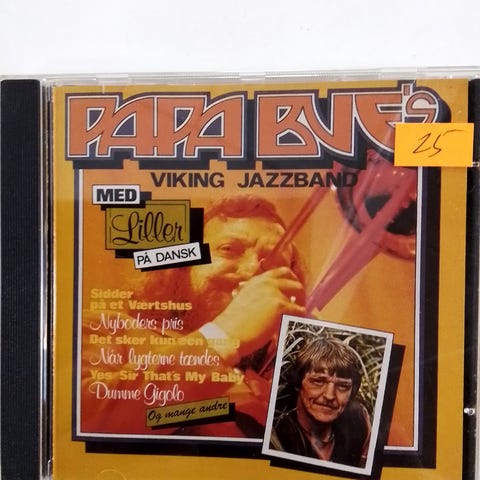 PAPA BUE's
25
VIKING JAZZBAND
MED
Liller
PÅ DANSK
Sidder
på et Værtshus
Nyboders pris
Det sker kun een gang
Når lygterne tændes
Yes Sir That's My Baby
Dumme Gigolo
Og mange andre